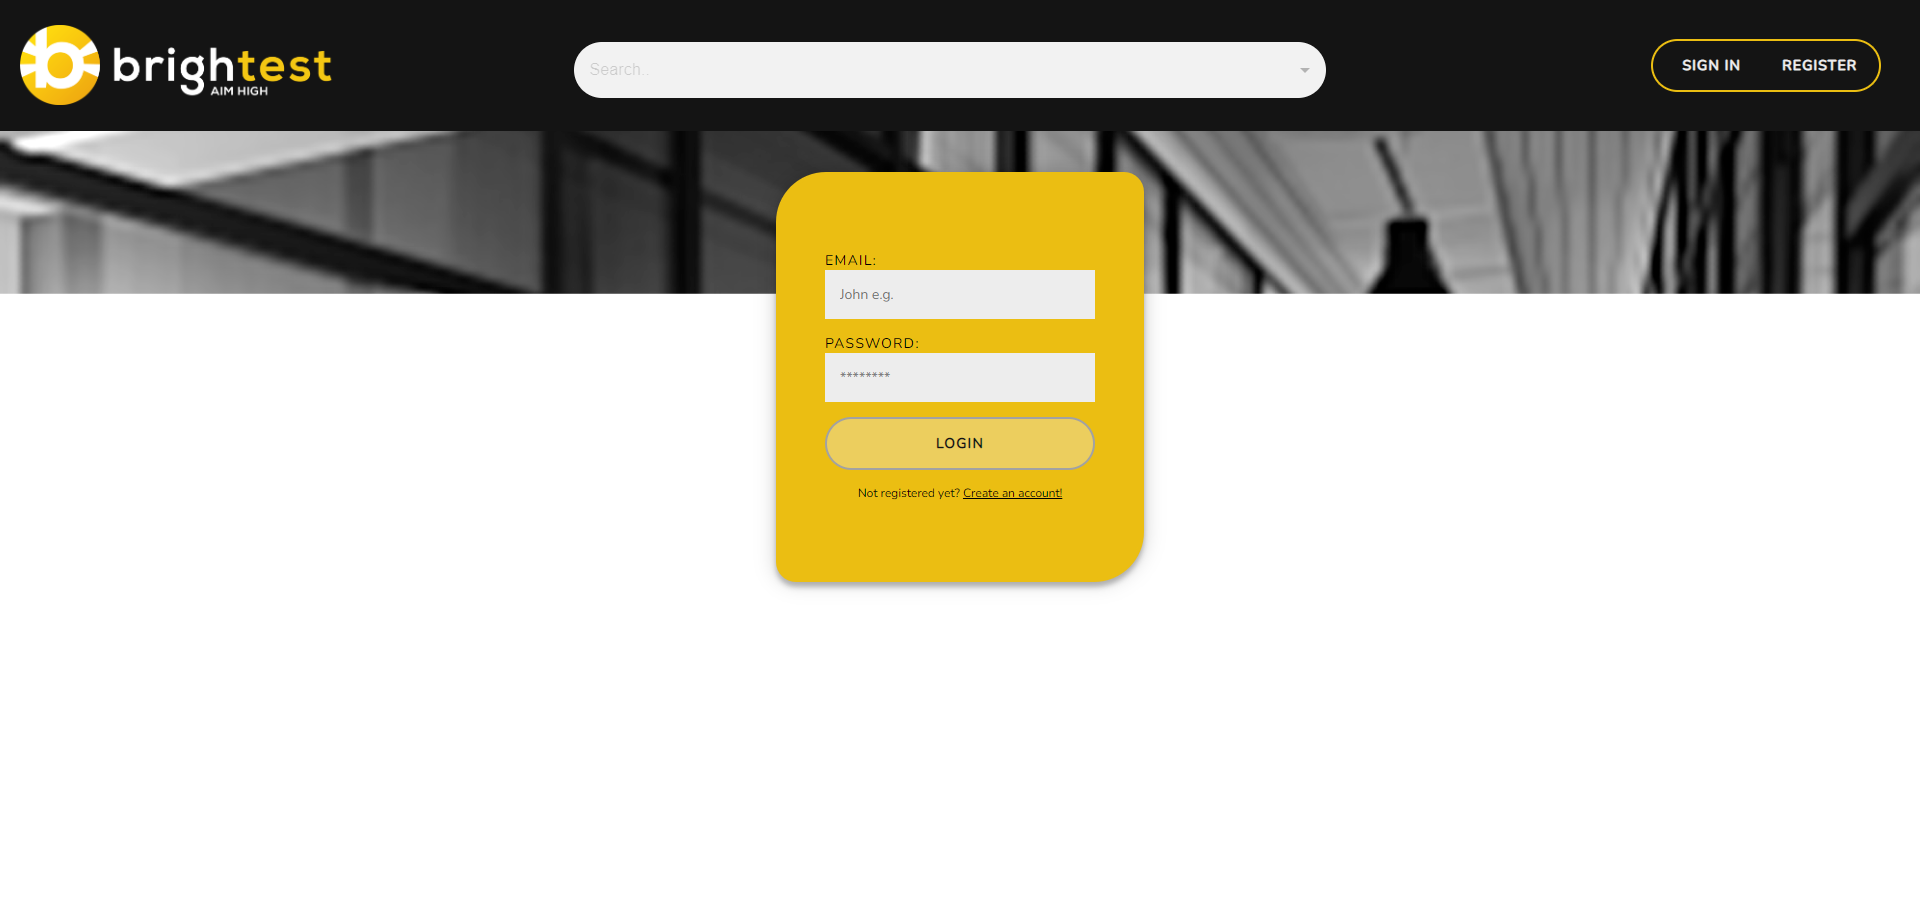 brightest
AIM HIGH
Search..
SIGN IN
REGISTER
EMAIL:
John e.g.
PASSWORD:
********
LOGIN
Not registered yet? Create an account!